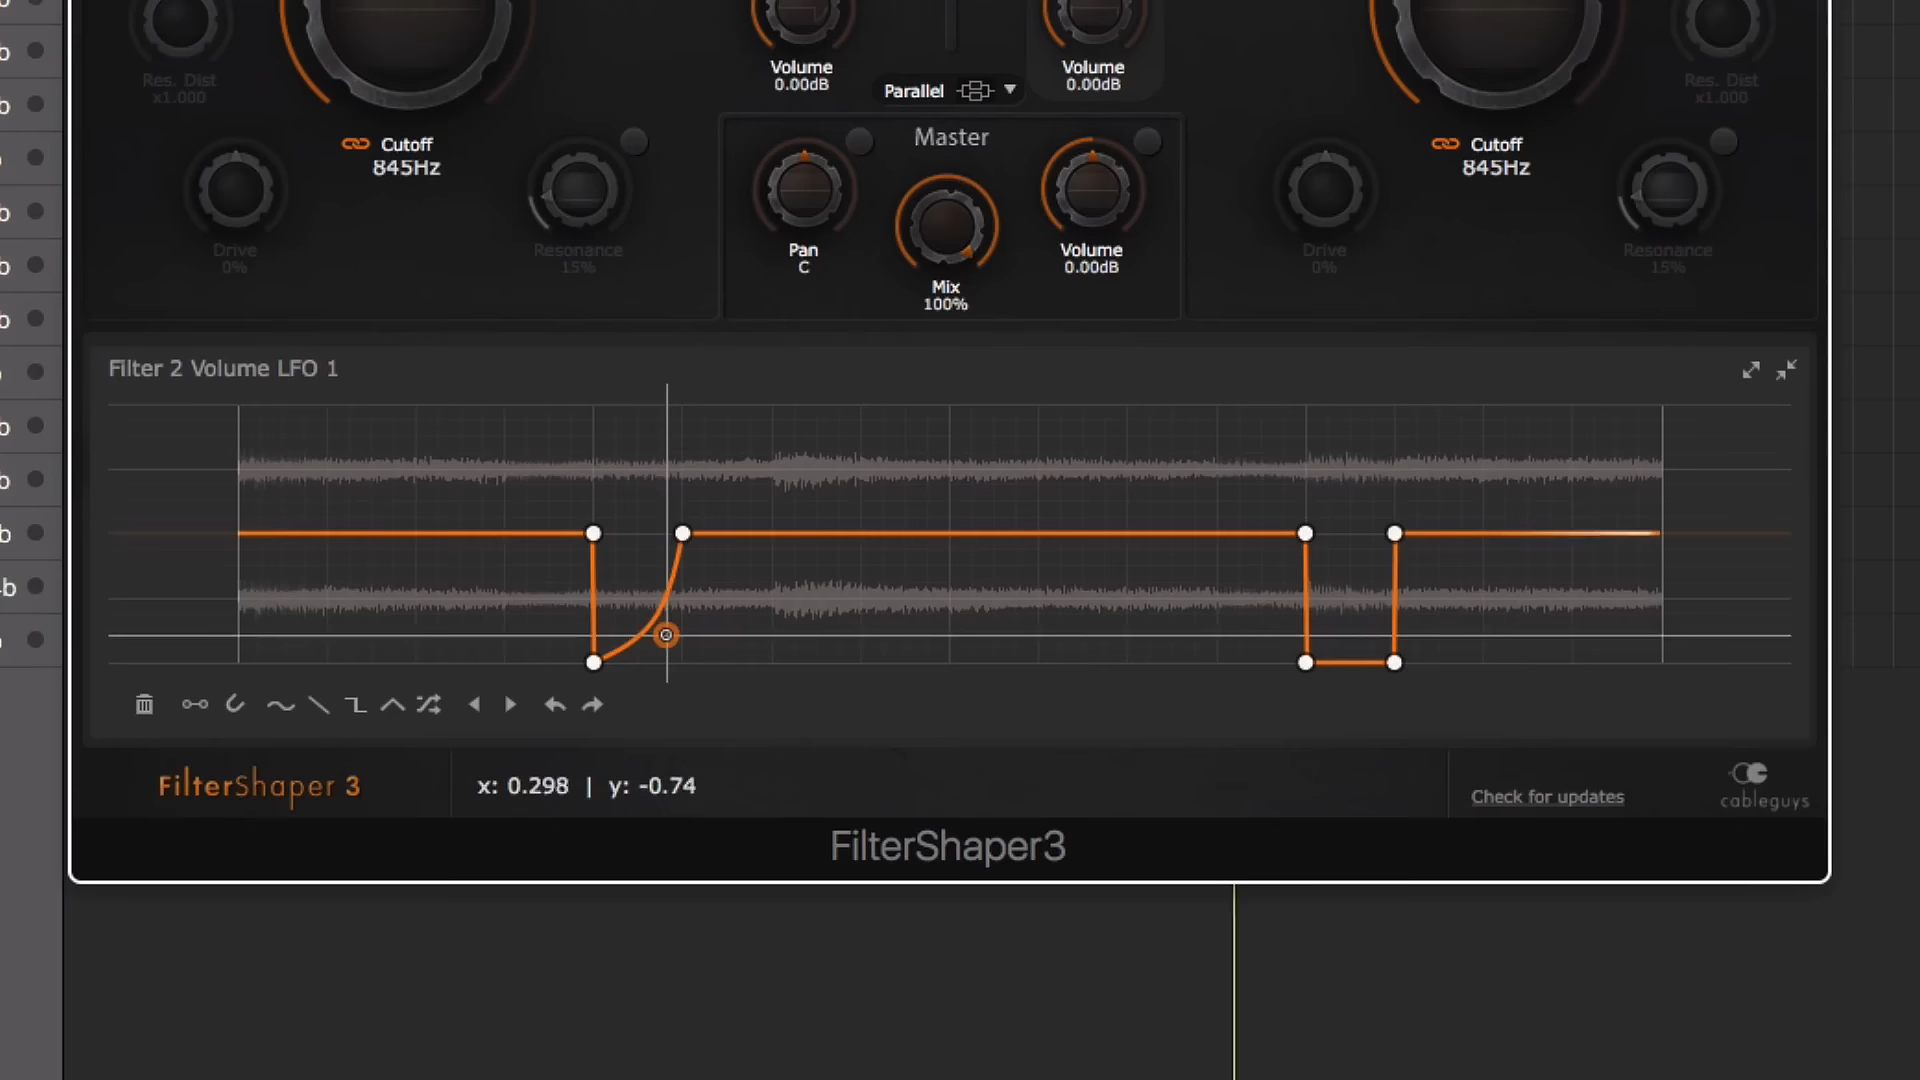 Res. Dist
x1.000
Volume
0.00dB
Parallel
Volume
0.00dB
Res. Dist
x1.000
Cutoff
845Hz
Master
Cutoff
845Hz
Drive
0%
Resonance
15%
Pan
C
Mix
100%
Volume
0.00dB
Drive
0%
Resonance
15%
Filter 2 Volume LFO 1
FilterShaper 3
x: 0.298 | y: -0.74
Check for updates
cableguys
FilterShaper3